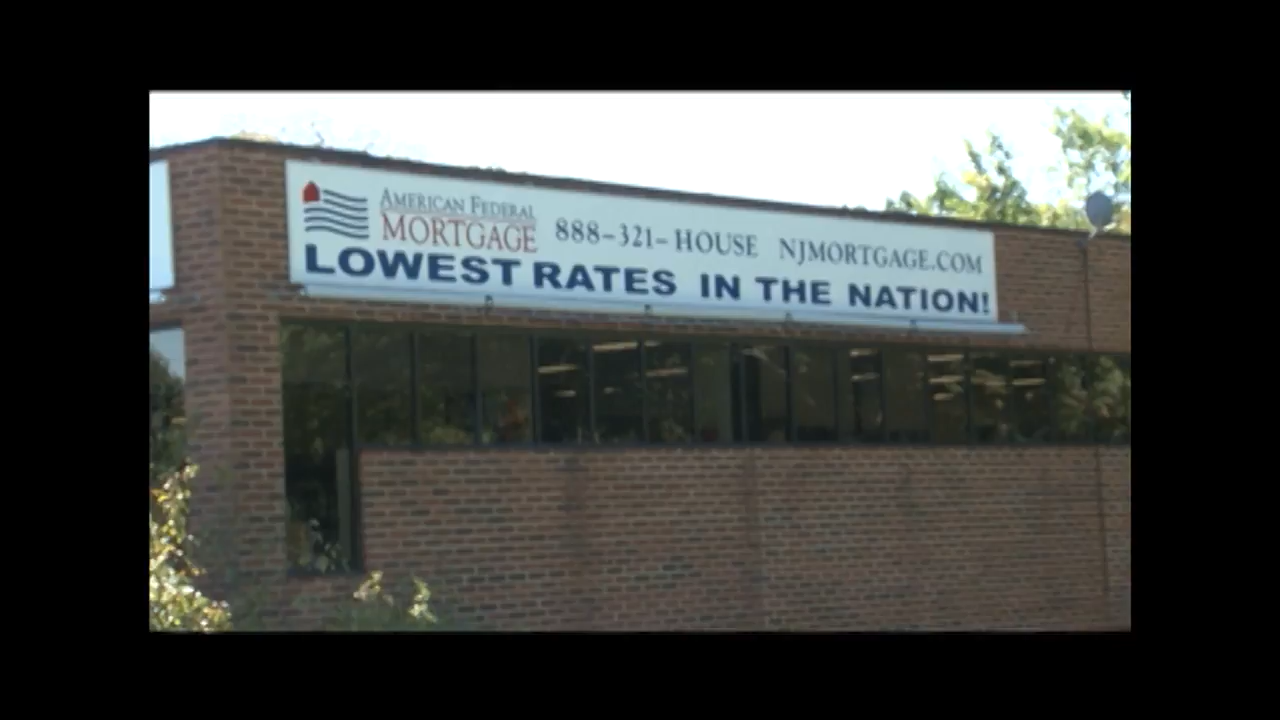 AMERICAN FEDERAL
MORTGAGE
888-321-HOUSE NJMORTGAGE.COM
LOWEST RATES IN THE NATION!